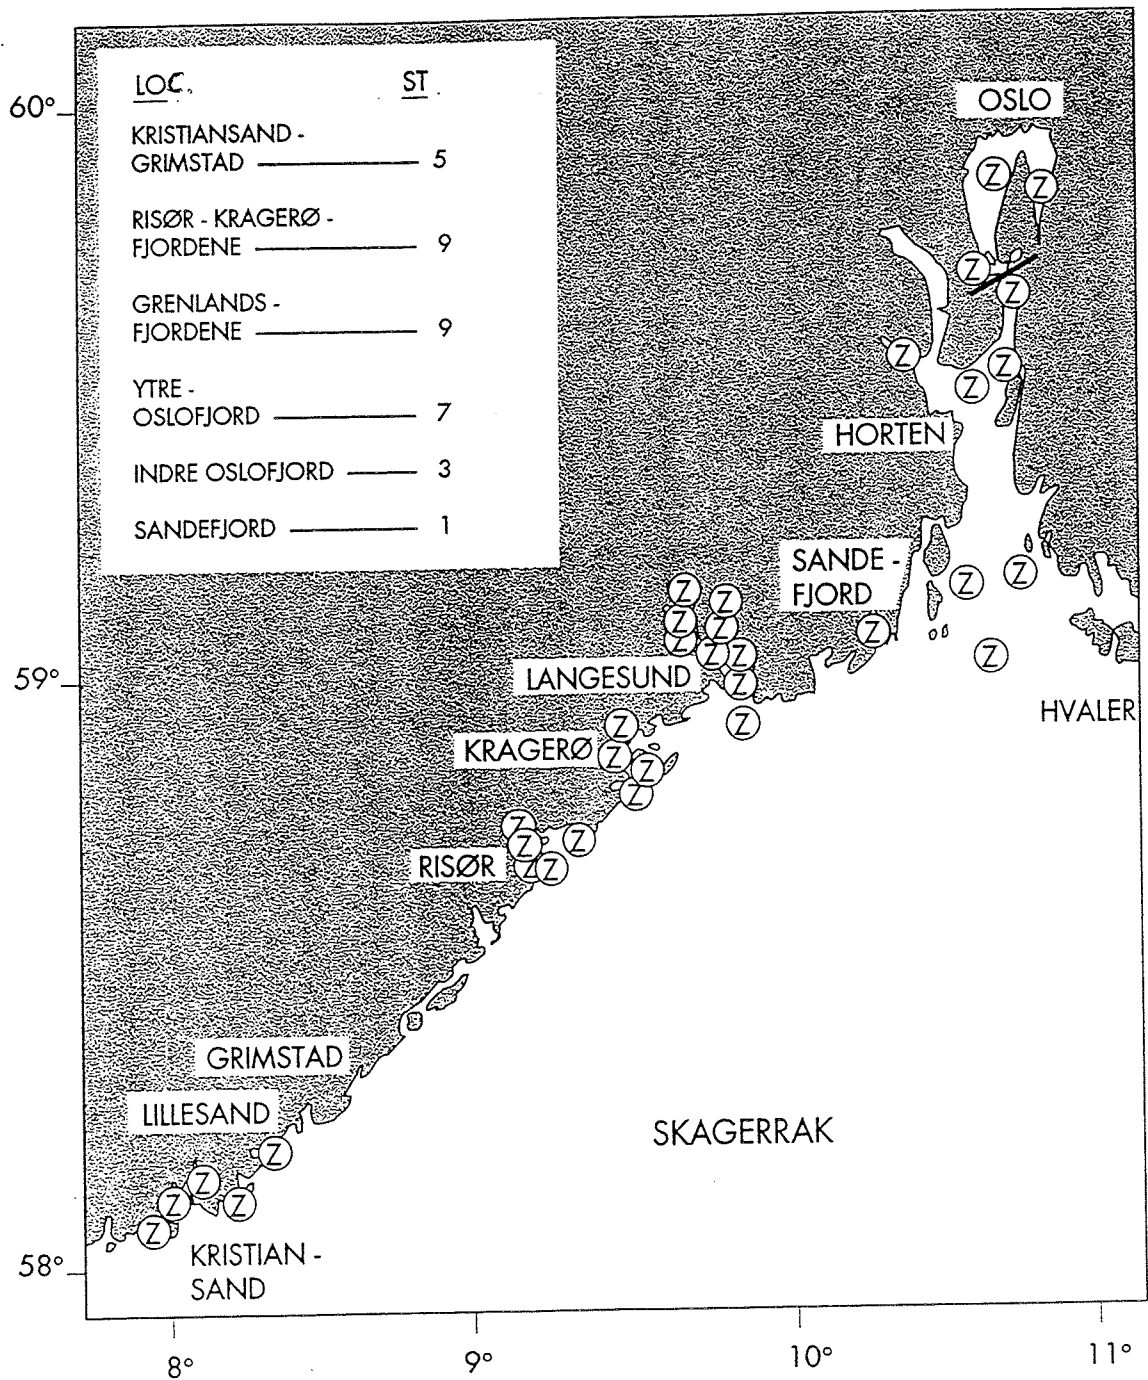 LOC. ST
KRISTIANSAND -
GRIMSTAD 5
RISØR - KRAGERØ -
FJORDENE 9
GRENLANDS -
FJORDENE 9
YTRE -
OSLOFJORD 7
INDRE OSLOFJORD 3
SANDEFJORD 1
60°
59°
58°
OSLO
Z
Z
Z
Z
Z
Z
Z
HORTEN
SANDE -
FJORD
Z
Z
Z
Z
HVALER
Z
Z
Z
Z
Z
Z
Z
Z
LANGESUND
Z
Z
Z
KRAGERØ
Z
Z
Z
Z
Z
Z
RISØR
Z
Z
GRIMSTAD
LILLESAND
Z
Z
Z
Z
Z
KRISTIAN -
SAND
SKAGERRAK
8°
9°
10°
11°